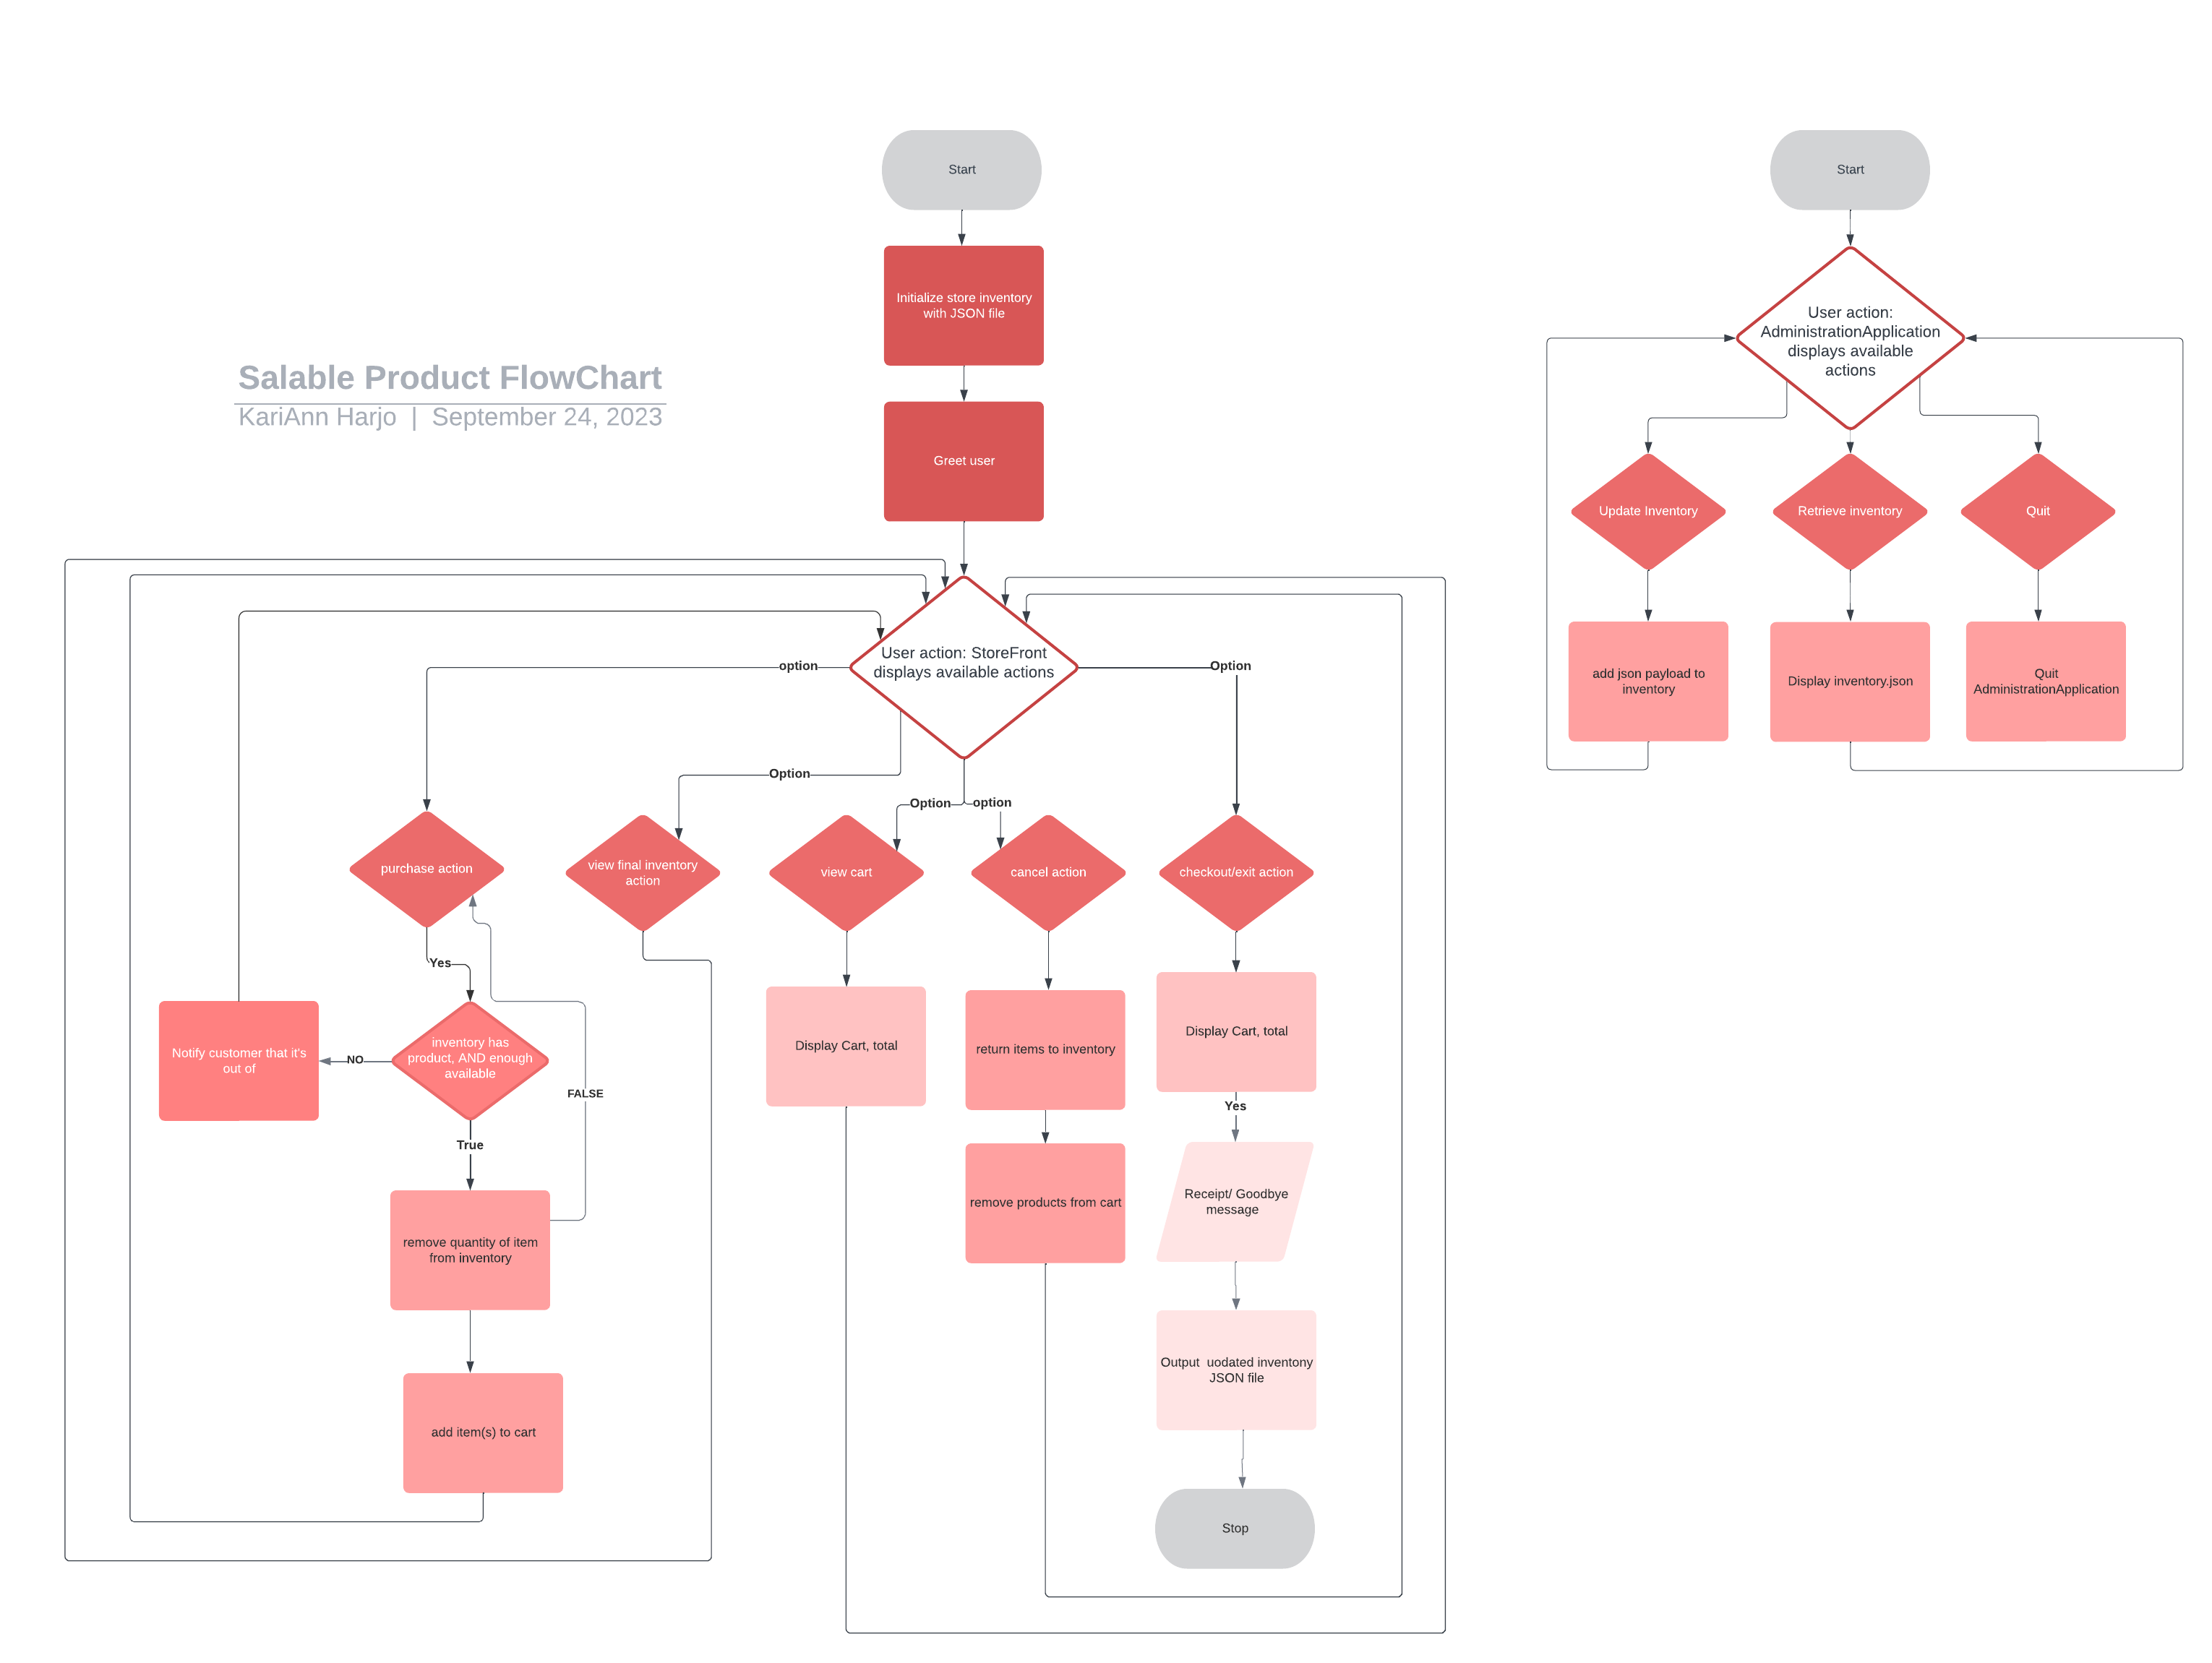 Salable Product FlowChart
KariAnn Harjo | September 24, 2023
Start
Initialize store inventory
with JSON file
Greet user
User action: StoreFront
displays available actions
option
Option
Option
option
Option
purchase action
view final inventory
action
view cart
cancel action
checkout/exit action
Yes
inventory has
product, AND enough
available
NO
Notify customer that it's
out of
FALSE
True
remove quantity of item
from inventory
add item(s) to cart
Display Cart, total
return items to inventory
remove products from cart
Display Cart, total
Yes
Receipt/ Goodbye
message
Output uodated inventony
JSON file
Stop
Start
User action:
AdministrationApplication
displays available
actions
Update Inventory
Retrieve inventory
Quit
add json payload to
inventory
Display inventory.json
Quit
AdministrationApplication